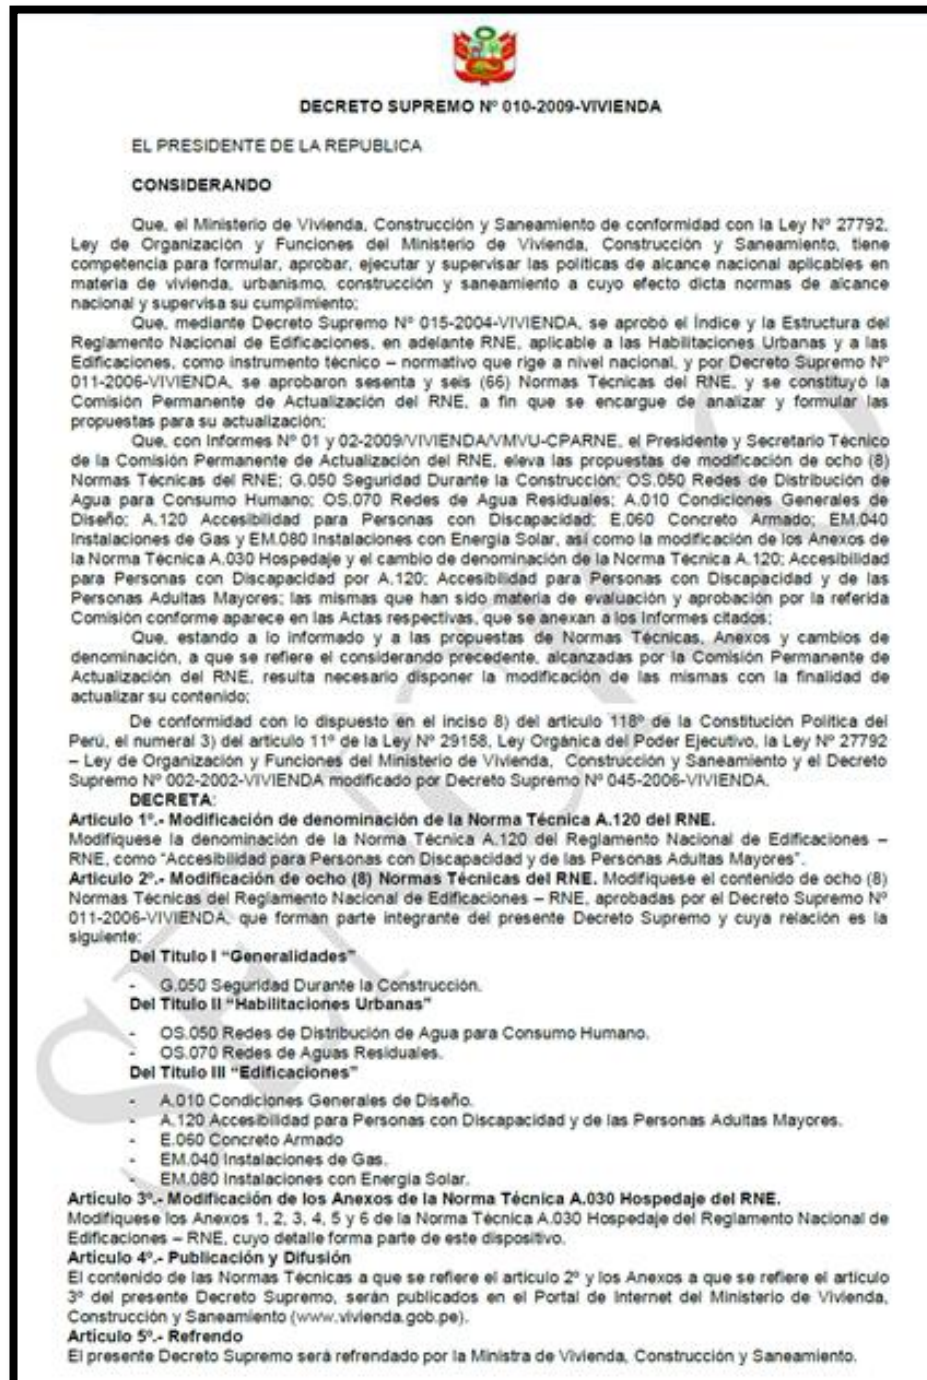 DECRETO SUPREMO Nº 010-2009-VIVIENDA
EL PRESIDENTE DE LA REPUBLICA
CONSIDERANDO
Que, el Ministerio de Vivienda, Construcción y Saneamiento de conformidad con la Ley Nº 27792,
Ley de Organización y Funciones del Ministerio de Vivienda, Construcción y Saneamiento, tiene
competencia para formular, aprobar, ejecutar y supervisar las políticas de alcance nacional aplicables en
materia de vivienda, urbanismo, construcción y saneamiento a cuyo efecto dicta normas de alcance
nacional y supervisa su cumplimiento;
Que, mediante Decreto Supremo Nº 015-2004-VIVIENDA, se aprobó el Índice y la Estructura del
Reglamento Nacional de Edificaciones, en adelante RNE, aplicable a las Habilitaciones Urbanas y a las
Edificaciones, como instrumento técnico – normativo que rige a nivel nacional, y por Decreto Supremo Nº
011-2006-VIVIENDA, se aprobaron sesenta y seis (66) Normas Técnicas del RNE, y se constituyó la
Comisión Permanente de Actualización del RNE, a fin que se encargue de analizar y formular las
propuestas para su actualización;
Que, con Informes Nº 01 y 02-2009/VIVIENDA/VMVU-CPARNE, el Presidente y Secretario Técnico
de la Comisión Permanente de Actualización del RNE, eleva las propuestas de modificación de ocho (8)
Normas Técnicas del RNE; G.050 Seguridad Durante la Construcción; OS.050 Redes de Distribución de
Agua para Consumo Humano; OS.070 Redes de Agua Residuales; A.010 Condiciones Generales de
Diseño; A.120 Accesibilidad para Personas con Discapacidad; E.060 Concreto Armado; EM.040
Instalaciones de Gas y EM.080 Instalaciones con Energía Solar, así como la modificación de los Anexos de
la Norma Técnica A.030 Hospedaje y el cambio de denominación de la Norma Técnica A.120; Accesibilidad
para Personas con Discapacidad por A.120; Accesibilidad para Personas con Discapacidad y de las
Personas Adultas Mayores; las mismas que han sido materia de evaluación y aprobación por la referida
Comisión conforme aparece en las Actas respectivas, que se anexan a los Informes citados;
Que, estando a lo informado y a las propuestas de Normas Técnicas, Anexos y cambios de
denominación, a que se refiere el considerando precedente, alcanzadas por la Comisión Permanente de
Actualización del RNE, resulta necesario disponer la modificación de las mismas con la finalidad de
actualizar su contenido;
De conformidad con lo dispuesto en el inciso 8) del artículo 118º de la Constitución Política del
Perú, el numeral 3) del artículo 11º de la Ley Nº 29158, Ley Orgánica del Poder Ejecutivo, la Ley Nº 27792
– Ley de Organización y Funciones del Ministerio de Vivienda, Construcción y Saneamiento y el Decreto
Supremo Nº 002-2002-VIVIENDA modificado por Decreto Supremo Nº 045-2006-VIVIENDA.
DECRETA:
Artículo 1º.- Modificación de denominación de la Norma Técnica A.120 del RNE.
Modifíquese la denominación de la Norma Técnica A.120 del Reglamento Nacional de Edificaciones –
RNE, como "Accesibilidad para Personas con Discapacidad y de las Personas Adultas Mayores".
Artículo 2º.- Modificación de ocho (8) Normas Técnicas del RNE. Modifíquese el contenido de ocho (8)
Normas Técnicas del Reglamento Nacional de Edificaciones – RNE, aprobadas por el Decreto Supremo Nº
011-2006-VIVIENDA, que forman parte integrante del presente Decreto Supremo y cuya relación es la
siguiente:
Del Título I "Generalidades"
- G.050 Seguridad Durante la Construcción.
Del Título II "Habilitaciones Urbanas"
- OS.050 Redes de Distribución de Agua para Consumo Humano.
- OS.070 Redes de Aguas Residuales.
Del Título III "Edificaciones"
- A.010 Condiciones Generales de Diseño.
- A.120 Accesibilidad para Personas con Discapacidad y de las Personas Adultas Mayores.
- E.060 Concreto Armado
- EM.040 Instalaciones de Gas.
- EM.080 Instalaciones con Energía Solar.
Artículo 3º.- Modificación de los Anexos de la Norma Técnica A.030 Hospedaje del RNE.
Modifíquese los Anexos 1, 2, 3, 4, 5 y 6 de la Norma Técnica A.030 Hospedaje del Reglamento Nacional de
Edificaciones – RNE, cuyo detalle forma parte de este dispositivo.
Artículo 4º.- Publicación y Difusión
El contenido de las Normas Técnicas a que se refiere el artículo 2º y los Anexos a que se refiere el artículo
3º del presente Decreto Supremo, serán publicados en el Portal de Internet del Ministerio de Vivienda,
Construcción y Saneamiento (www.vivienda.gob.pe).
Artículo 5º.- Refrendo
El presente Decreto Supremo será refrendado por la Ministra de Vivienda, Construcción y Saneamiento.
SENCICO